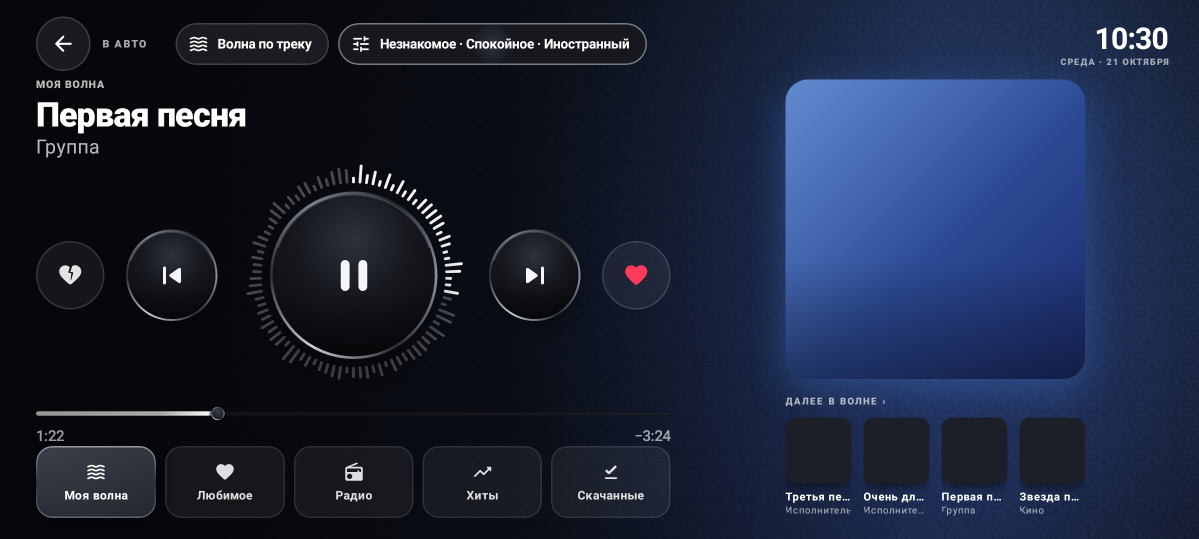 В АВТО
Волна по треку
Незнакомое · Спокойное · Иностранный
10:30
СРЕДА · 21 ОКТЯБРЯ
МОЯ ВОЛНА
Первая песня
Группа
1:22
−3:24
Моя волна
Любимое
Радио
Хиты
Скачанные
ДАЛЕЕ В ВОЛНЕ ›
Третья пе…
Исполнитель
Очень дл…
Исполните…
Первая п…
Группа
Звезда п…
Кино